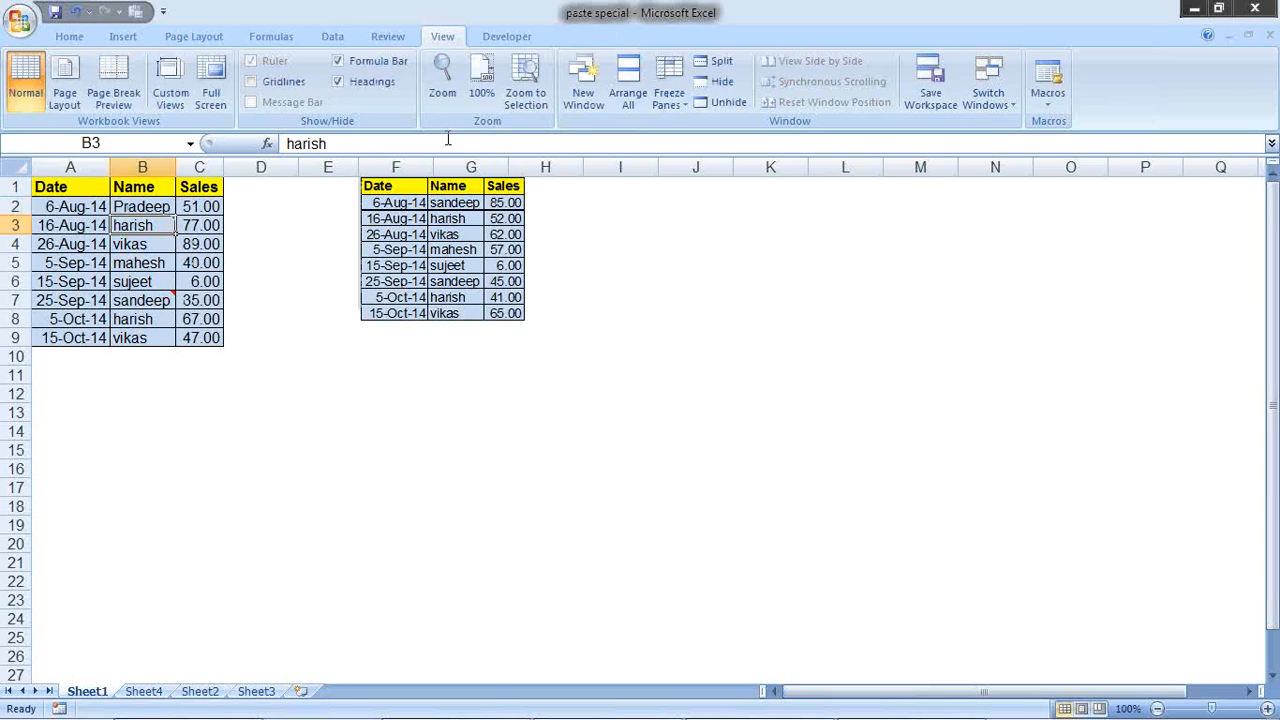 paste special - Microsoft Excel
Home Insert Page Layout Formulas Data Review View Developer
Normal Page Layout Page Break Preview Custom Views Full Screen
Workbook Views
Ruler Formula Bar
Gridlines Headings
Message Bar
Show/Hide
Zoom 100% Zoom to Selection
Zoom
New Window Arrange All Freeze Panes
Split
Hide
Unhide
View Side by Side
Synchronous Scrolling
Reset Window Position
Window
Save Workspace Switch Windows
Macros
Macros
B3 fx harish
A B C D E F G H I J K L M N O P Q
1 Date Name Sales Date Name Sales
2 6-Aug-14 Pradeep 51.00 6-Aug-14 sandeep 85.00
3 16-Aug-14 harish 77.00 16-Aug-14 harish 52.00
4 26-Aug-14 vikas 89.00 26-Aug-14 vikas 62.00
5 5-Sep-14 mahesh 40.00 5-Sep-14 mahesh 57.00
6 15-Sep-14 sujeet 6.00 15-Sep-14 sujeet 6.00
7 25-Sep-14 sandeep 35.00 25-Sep-14 sandeep 45.00
8 5-Oct-14 harish 67.00 5-Oct-14 harish 41.00
9 15-Oct-14 vikas 47.00 15-Oct-14 vikas 65.00
10
11
12
13
14
15
16
17
18
19
20
21
22
23
24
25
26
27
Sheet1 Sheet4 Sheet2 Sheet3
Ready 100%